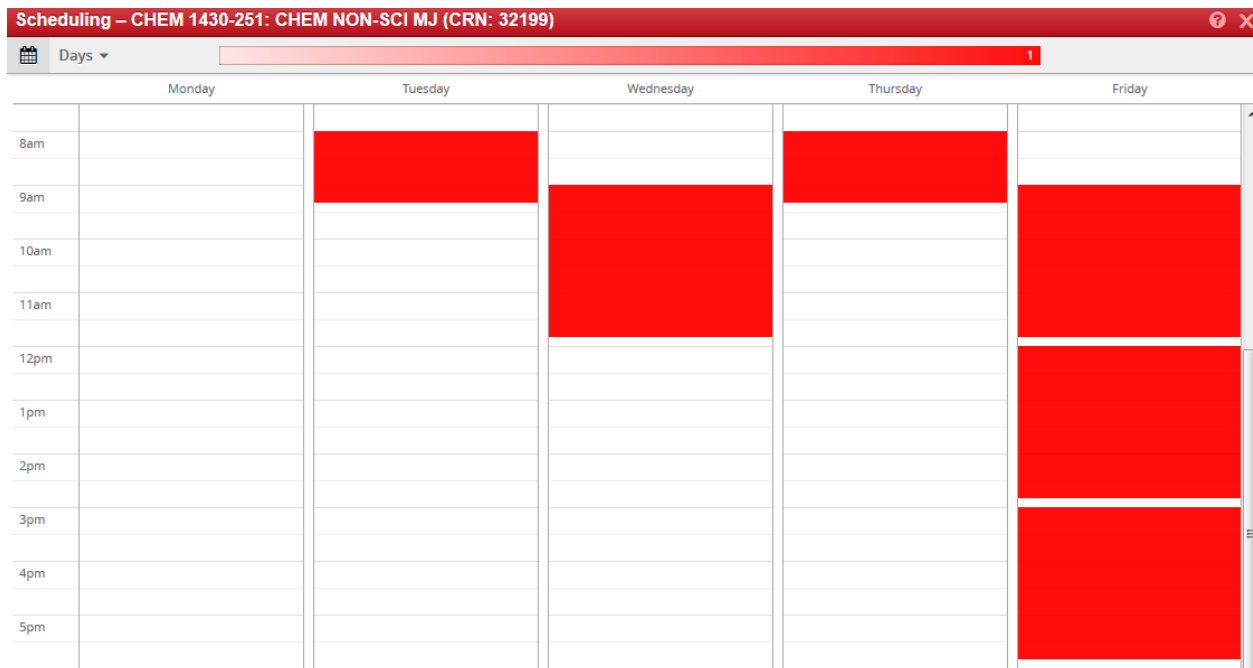 Scheduling – CHEM 1430-251: CHEM NON-SCI MJ (CRN: 32199)
Days
1
Monday Tuesday Wednesday Thursday Friday
8am
9am
10am
11am
12pm
1pm
2pm
3pm
4pm
5pm